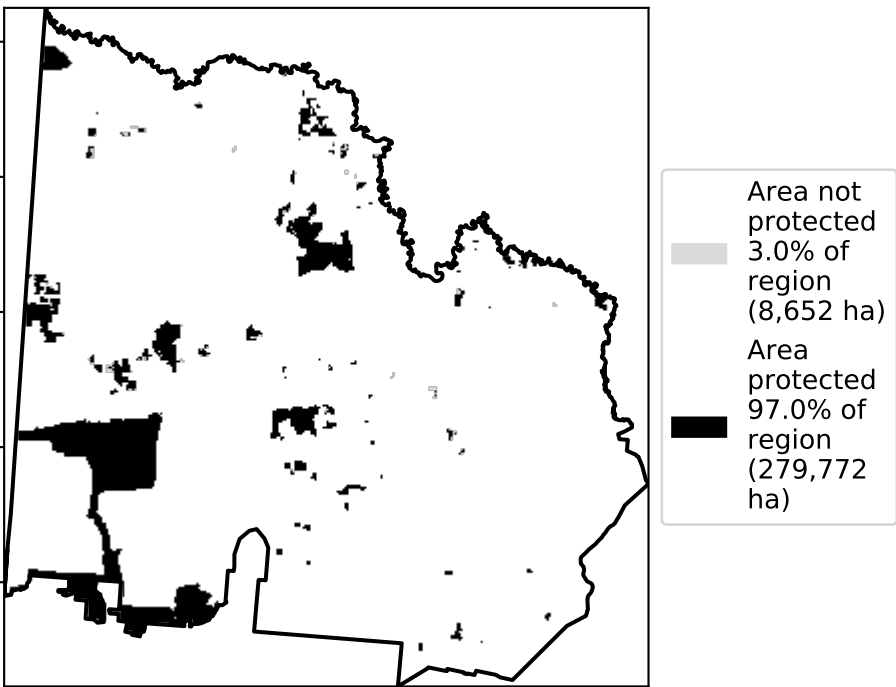 Area not
protected
3.0% of
region
(8,652 ha)
Area
protected
97.0% of
region
(279,772
ha)